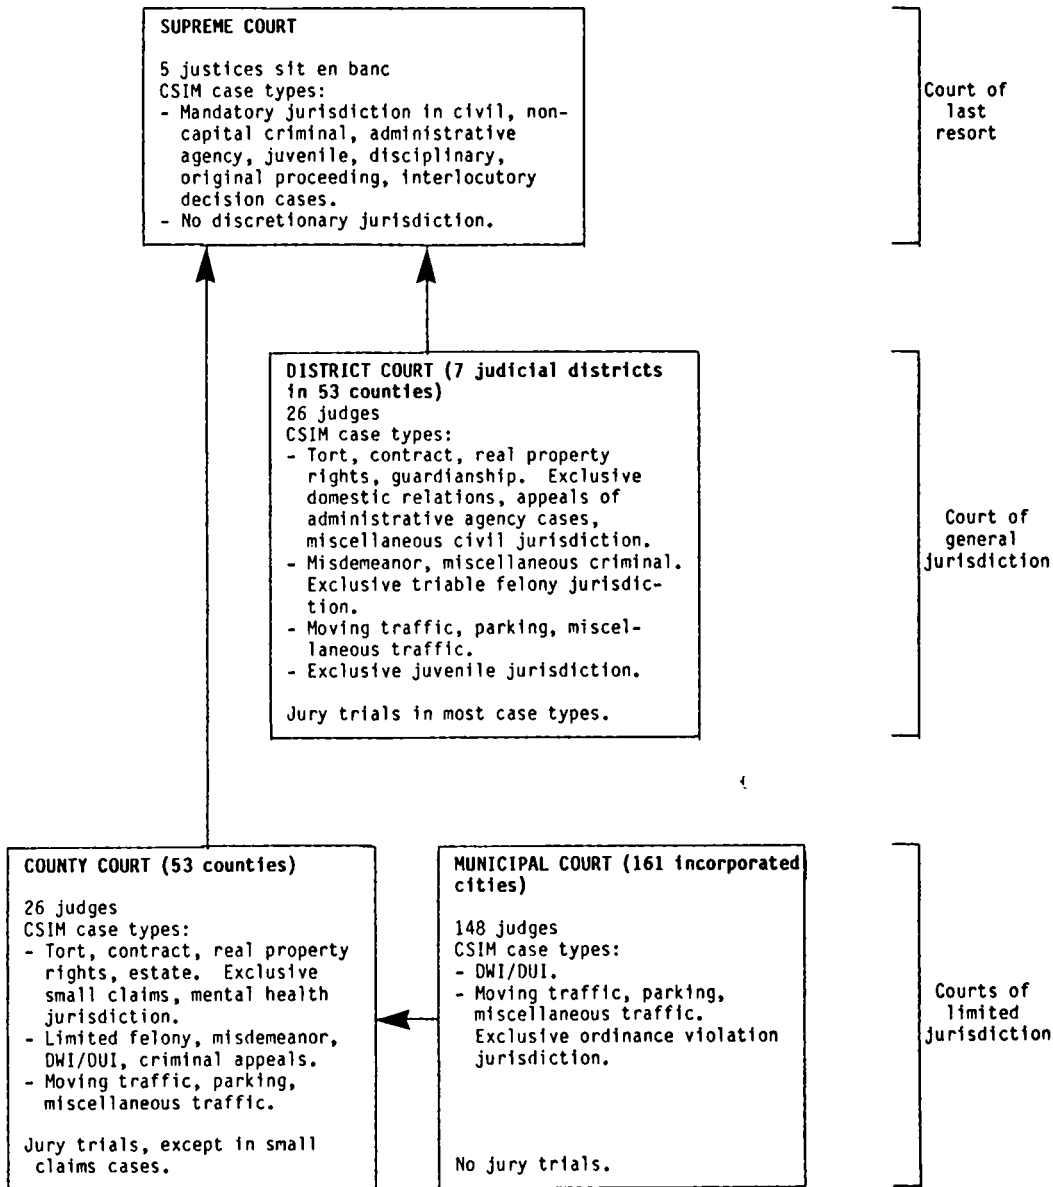 SUPREME COURT
5 justices sit en banc
CSIM case types:
- Mandatory jurisdiction in civil, non-
capital criminal, administrative
agency, juvenile, disciplinary,
original proceeding, interlocutory
decision cases.
- No discretionary jurisdiction.
Court of
last
resort
DISTRICT COURT (7 judicial districts
in 53 counties)
26 judges
CSIM case types:
- Tort, contract, real property
rights, guardianship. Exclusive
domestic relations, appeals of
administrative agency cases,
miscellaneous civil jurisdiction.
- Misdemeanor, miscellaneous criminal.
Exclusive triable felony jurisdic-
tion.
- Moving traffic, parking, miscel-
laneous traffic.
- Exclusive juvenile jurisdiction.
Jury trials in most case types.
Court of
general
jurisdiction
COUNTY COURT (53 counties)
26 judges
CSIM case types:
- Tort, contract, real property
rights, estate. Exclusive
small claims, mental health
jurisdiction.
- Limited felony, misdemeanor,
DWI/DUI, criminal appeals.
- Moving traffic, parking,
miscellaneous traffic.
Jury trials, except in small
claims cases.
MUNICIPAL COURT (161 incorporated
cities)
148 judges
CSIM case types:
- DWI/DUI.
- Moving traffic, parking,
miscellaneous traffic.
Exclusive ordinance violation
jurisdiction.
No jury trials.
Courts of
limited
jurisdiction